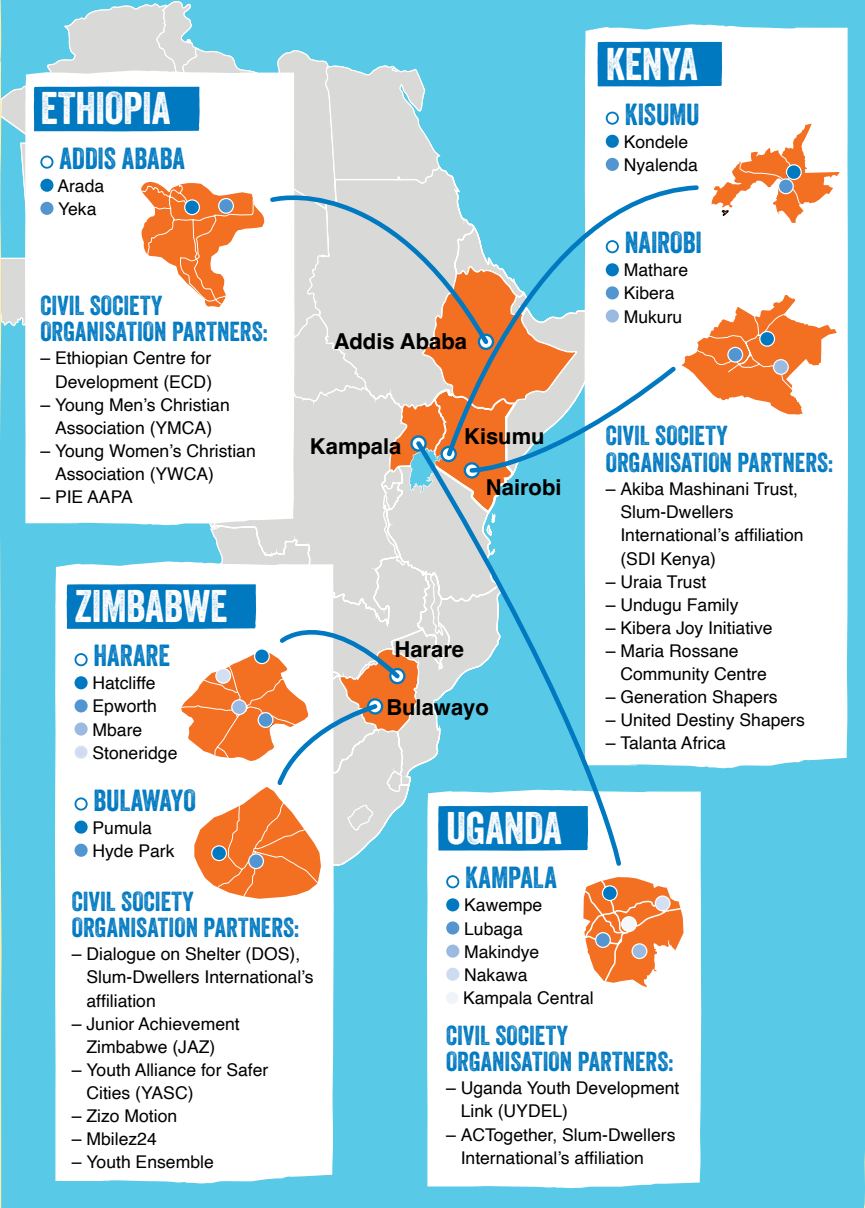 ETHIOPIA
ADDIS ABABA
Arada
Yeka
CIVIL SOCIETY
ORGANISATION PARTNERS:
– Ethiopian Centre for
Development (ECD)
– Young Men's Christian
Association (YMCA)
– Young Women's Christian
Association (YWCA)
– PIE AAPA
KENYA
KISUMU
Kondele
Nyalenda
NAIROBI
Mathare
Kibera
Mukuru
CIVIL SOCIETY
ORGANISATION PARTNERS:
– Akiba Mashinani Trust,
Slum-Dwellers
International's affiliation
(SDI Kenya)
– Uraia Trust
– Undugu Family
– Kibera Joy Initiative
– Maria Rossane
Community Centre
– Generation Shapers
– United Destiny Shapers
– Talanta Africa
Addis Ababa
Kampala
Kisumu
Nairobi
Harare
Bulawayo
ZIMBABWE
HARARE
Hatcliffe
Epworth
Mbare
Stoneridge
BULAWAYO
Pumula
Hyde Park
CIVIL SOCIETY
ORGANISATION PARTNERS:
– Dialogue on Shelter (DOS),
Slum-Dwellers International's
affiliation
– Junior Achievement
Zimbabwe (JAZ)
– Youth Alliance for Safer
Cities (YASC)
– Zizo Motion
– Mbilez24
– Youth Ensemble
UGANDA
KAMPALA
Kawempe
Lubaga
Makindye
Nakawa
Kampala Central
CIVIL SOCIETY
ORGANISATION PARTNERS:
– Uganda Youth Development
Link (UYDEL)
– ACTogether, Slum-Dwellers
International's affiliation